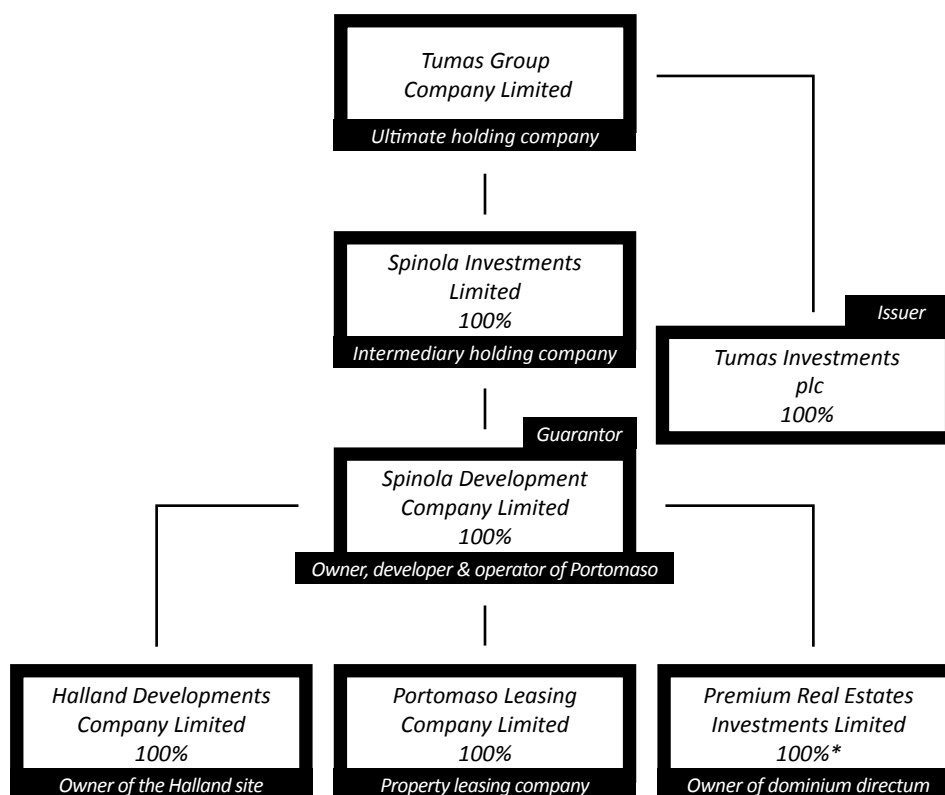 Tumas Group
Company Limited
Ultimate holding company
Spinola Investments
Limited
100%
Intermediary holding company
Issuer
Tumas Investments
plc
100%
Guarantor
Spinola Development
Company Limited
100%
Owner, developer & operator of Portomaso
Halland Developments
Company Limited
100%
Owner of the Halland site
Portomaso Leasing
Company Limited
100%
Property leasing company
Premium Real Estates
Investments Limited
100%*
Owner of dominium directum